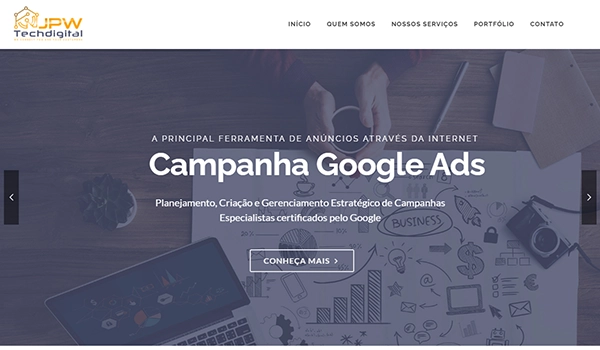 JPW
Techdigital
INÍCIO
QUEM SOMOS
NOSSOS SERVIÇOS
PORTFÓLIO
CONTATO
A PRINCIPAL FERRAMENTA DE ANÚNCIOS ATRAVÉS DA INTERNET
Campanha Google Ads
Planejamento, Criação e Gerenciamento Estratégico de Campanhas
Especialistas certificados pelo Google
BUSINESS
CONHEÇA MAIS